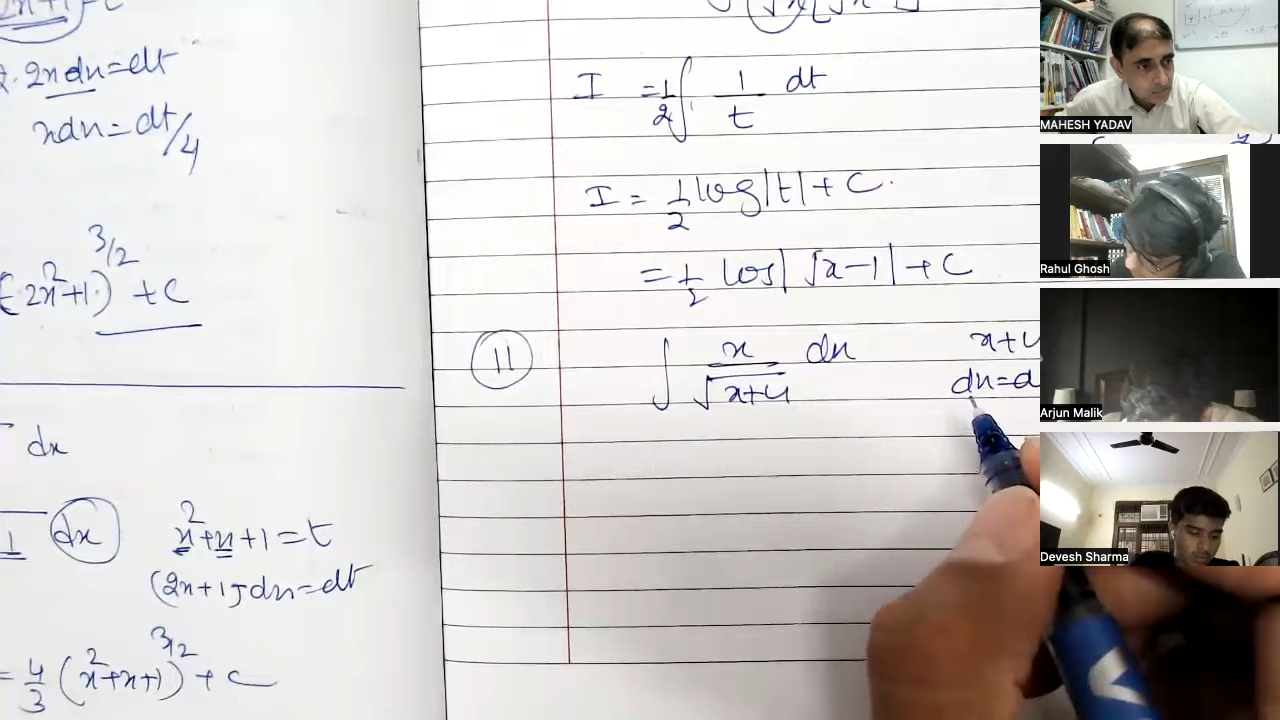 2x dx = dt
x dx = dt/4
(2x²+1)^3/2 + C
dx
dx x²+x+1 = t
(2x+1) dx = dt
= 4/3 (x²+x+1)^3/2 + C
I = 1/2 ∫ 1/t dt
I = 1/2 log|t| + C.
= 1/2 log| √x-1| + C
11 ∫ x/√x+4 dx x+4
dx = d
MAHESH YADAV
Rahul Ghosh
Arjun Malik
Devesh Sharma